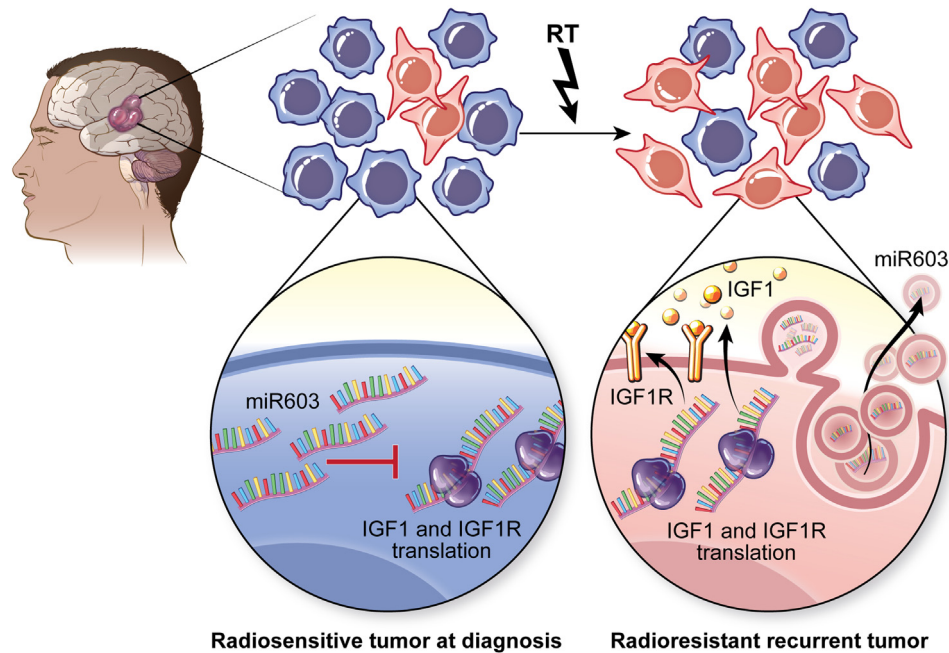 RT
miR603
IGF1
IGF1R
miR603
IGF1 and IGF1R
translation
IGF1 and IGF1R
translation
Radiosensitive tumor at diagnosis
Radioresistant recurrent tumor